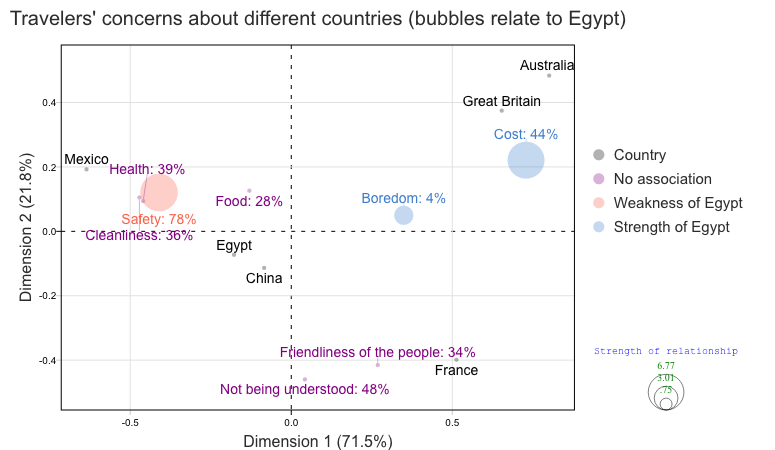 Travelers' concerns about different countries (bubbles relate to Egypt)
Australia
Great Britain
Cost: 44%
Mexico
Health: 39%
Food: 28%
Boredom: 4%
Safety: 78%
Cleanliness: 36%
Egypt
China
Friendliness of the people: 34%
France
Not being understood: 48%
0.4
0.2
0.0
-0.2
-0.4
Dimension 2 (21.8%)
-0.5
0.0
0.5
Dimension 1 (71.5%)
Country
No association
Weakness of Egypt
Strength of Egypt
Strength of relationship
6.77
3.01
.75